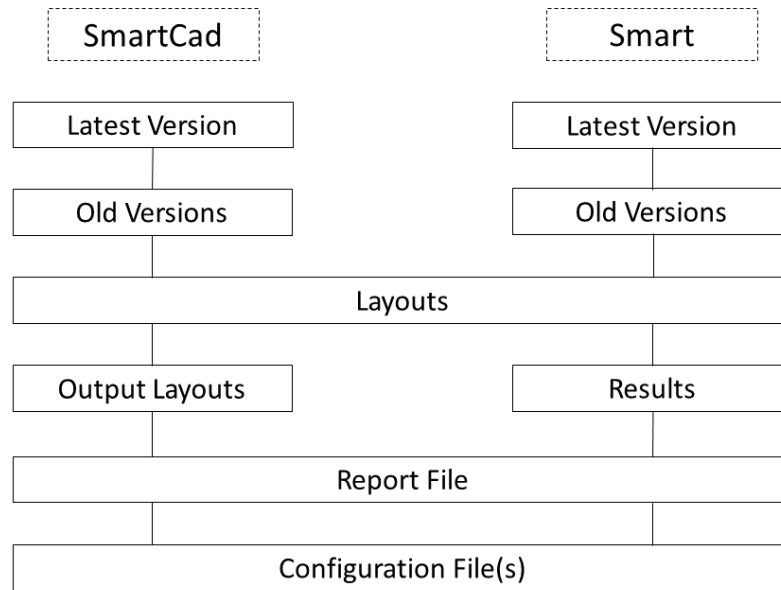 SmartCad
Smart
Latest Version
Latest Version
Old Versions
Old Versions
Layouts
Output Layouts
Results
Report File
Configuration File(s)